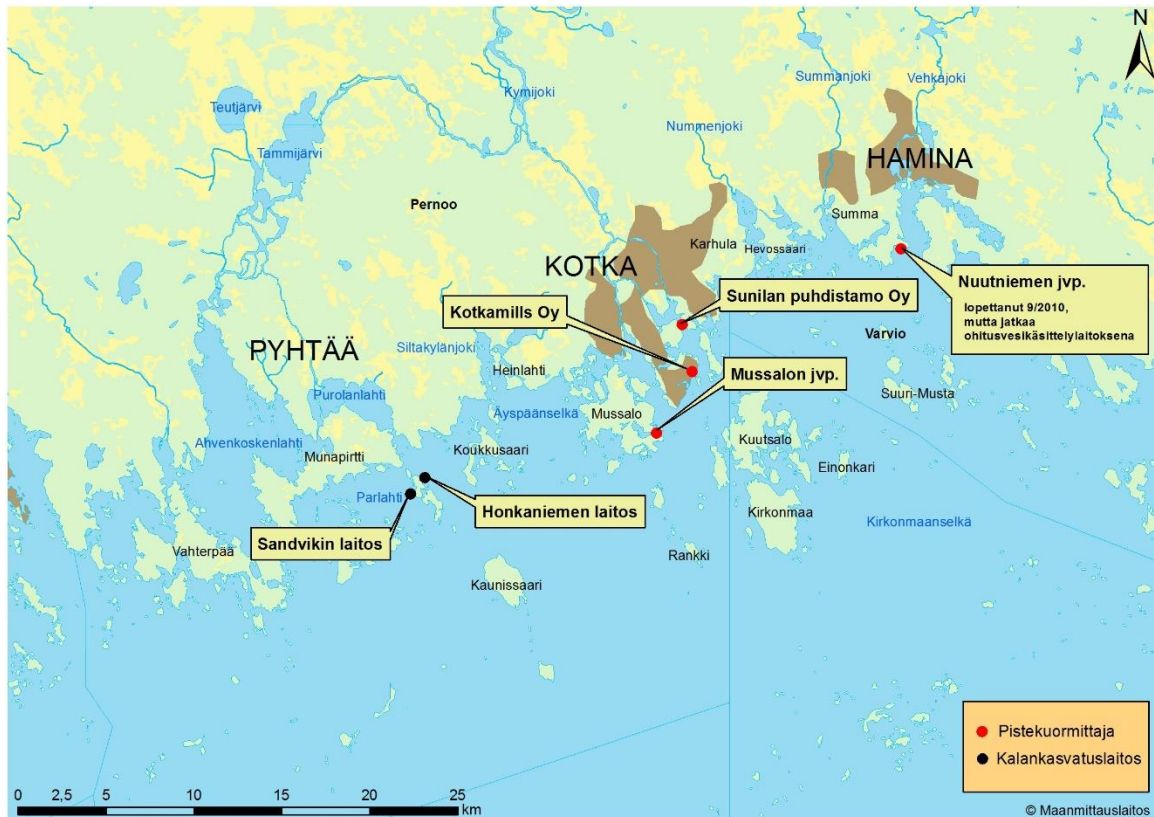 N
Summanjoki
Vehkajoki
Teutjärvi
Kymijoki
Nummenjoki
Tammijärvi
HAMINA
Pernoo
Summa
Karhula
Hevossaari
KOTKA
Nuutniemen jvp.
lopettanut 9/2010,
mutta jatkaa
ohitusvesikäsittelylaitoksena
Sunilan puhdistamo Oy
Kotkamills Oy
Varvio
PYHTÄÄ
Siltakylänjoki
Heinlahti
Mussalon jvp.
Purolanlahti
Suuri-Musta
Äyspäänselkä
Mussalo
Ahvenkoskenlahti
Munapirtti
Koukkusaari
Kuutsalo
Einonkari
Parlahti
Honkaniemen laitos
Kirkonmaa
Kirkonmaanselkä
Sandvikin laitos
Vahterpää
Rankki
Kaunissaari
Pistekuormittaja
Kalankasvatuslaitos
0 2,5 5 10 15 20 25
km
© Maanmittauslaitos